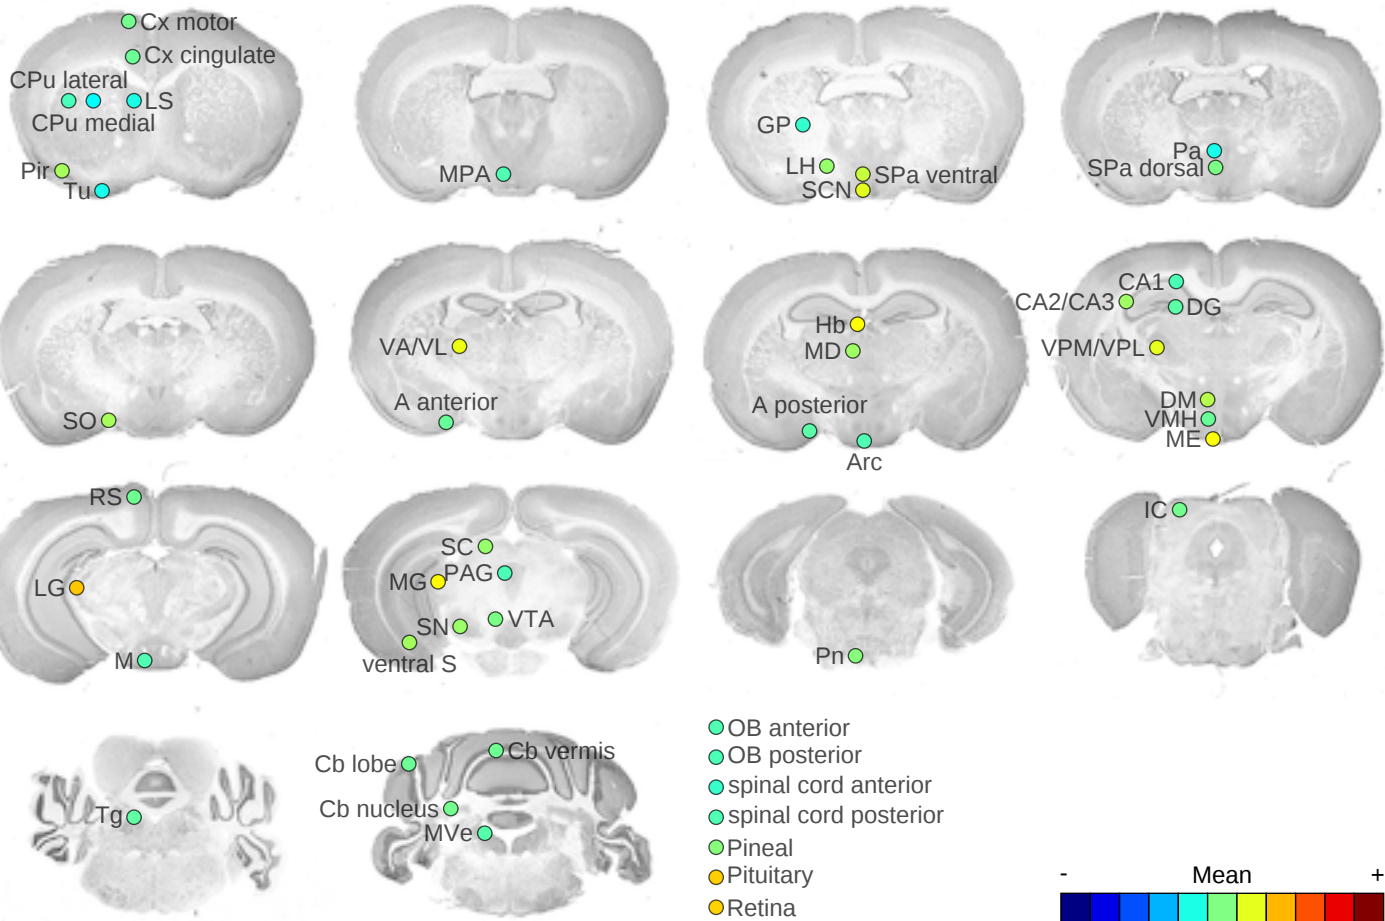 Cx motor
Cx cingulate
CPu lateral
LS
CPu medial
Pir
Tu
MPA
GP
LH
SPa ventral
SCN
Pa
SPa dorsal
SO
VA/VL
A anterior
Hb
MD
A posterior
Arc
CA1
CA2/CA3
DG
VPM/VPL
DM
VMH
ME
RS
LG
M
SC
MG
PAG
SN
VTA
ventral S
Pn
IC
Tg
Cb lobe
Cb vermis
Cb nucleus
MVe
OB anterior
OB posterior
spinal cord anterior
spinal cord posterior
Pineal
Pituitary
Retina
- Mean +